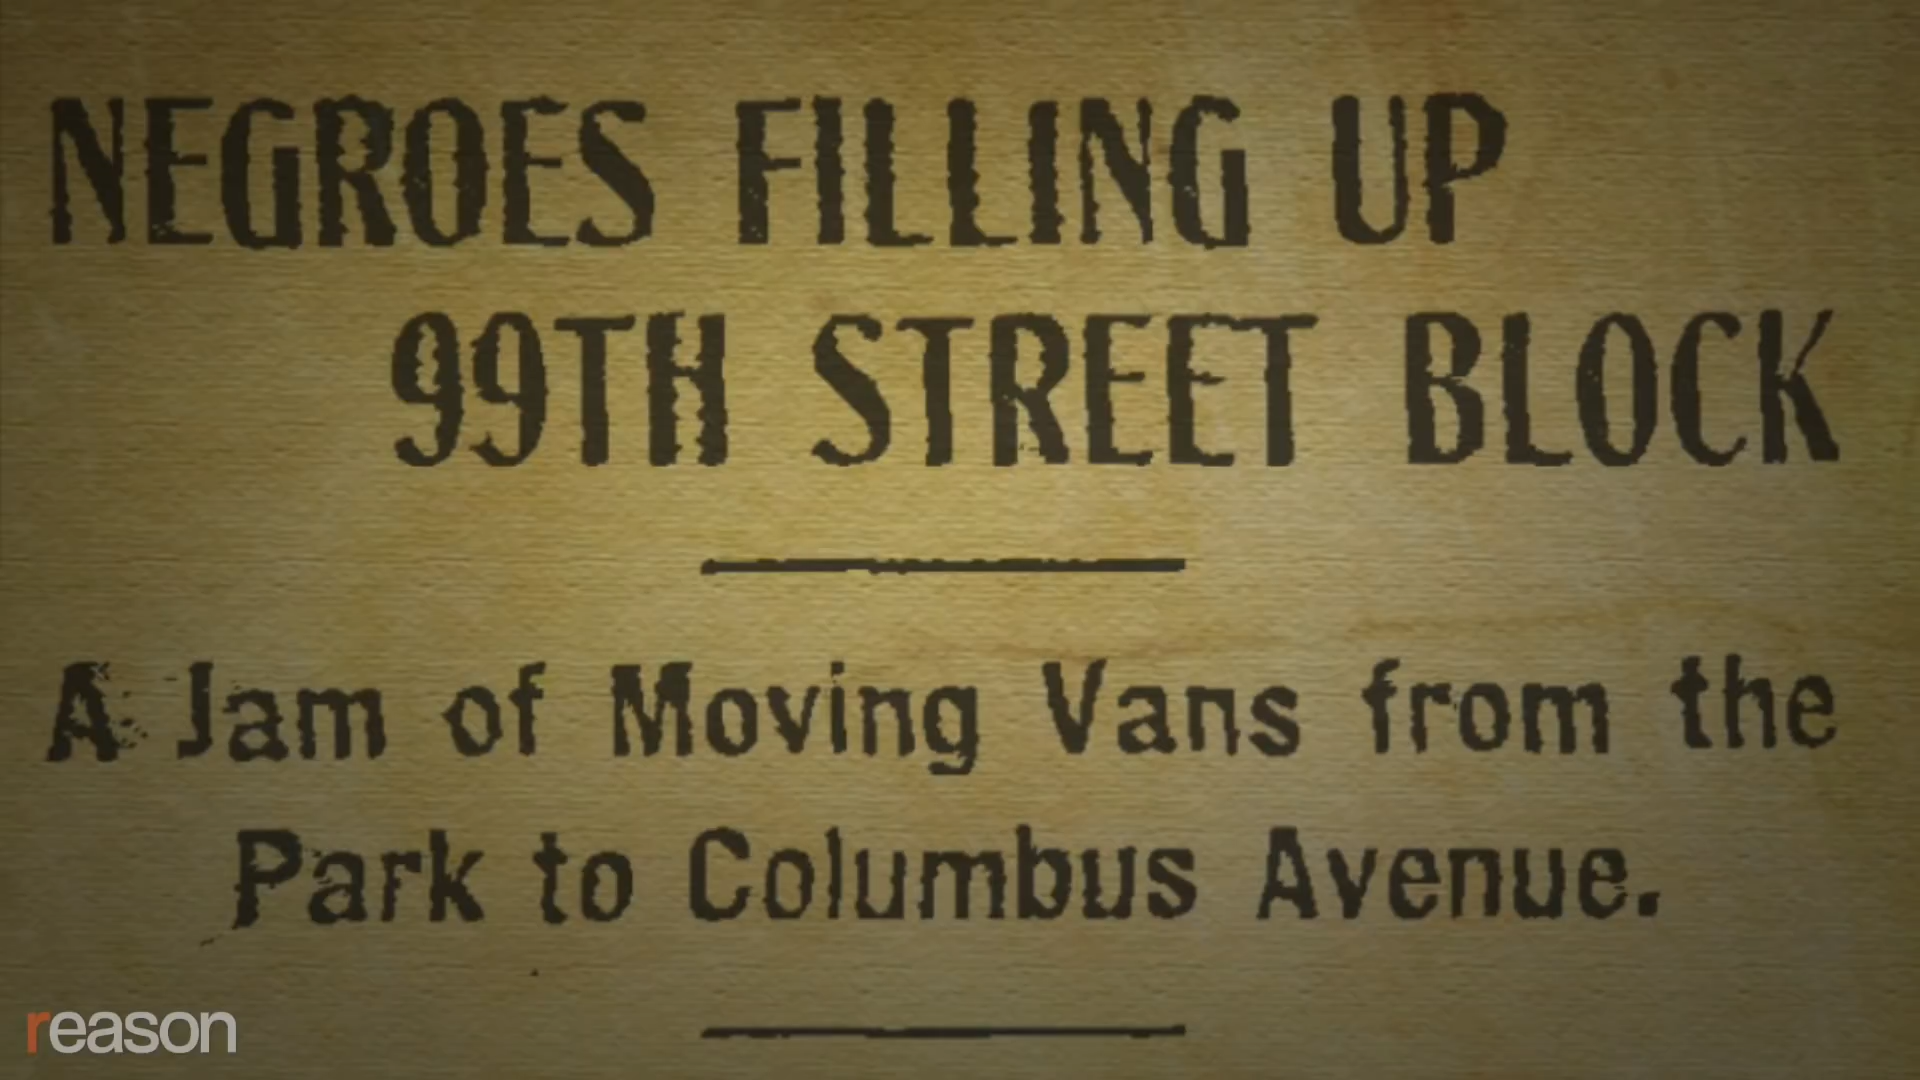 NEGROES FILLING UP
99TH STREET BLOCK
A Jam of Moving Vans from the
Park to Columbus Avenue.
reason